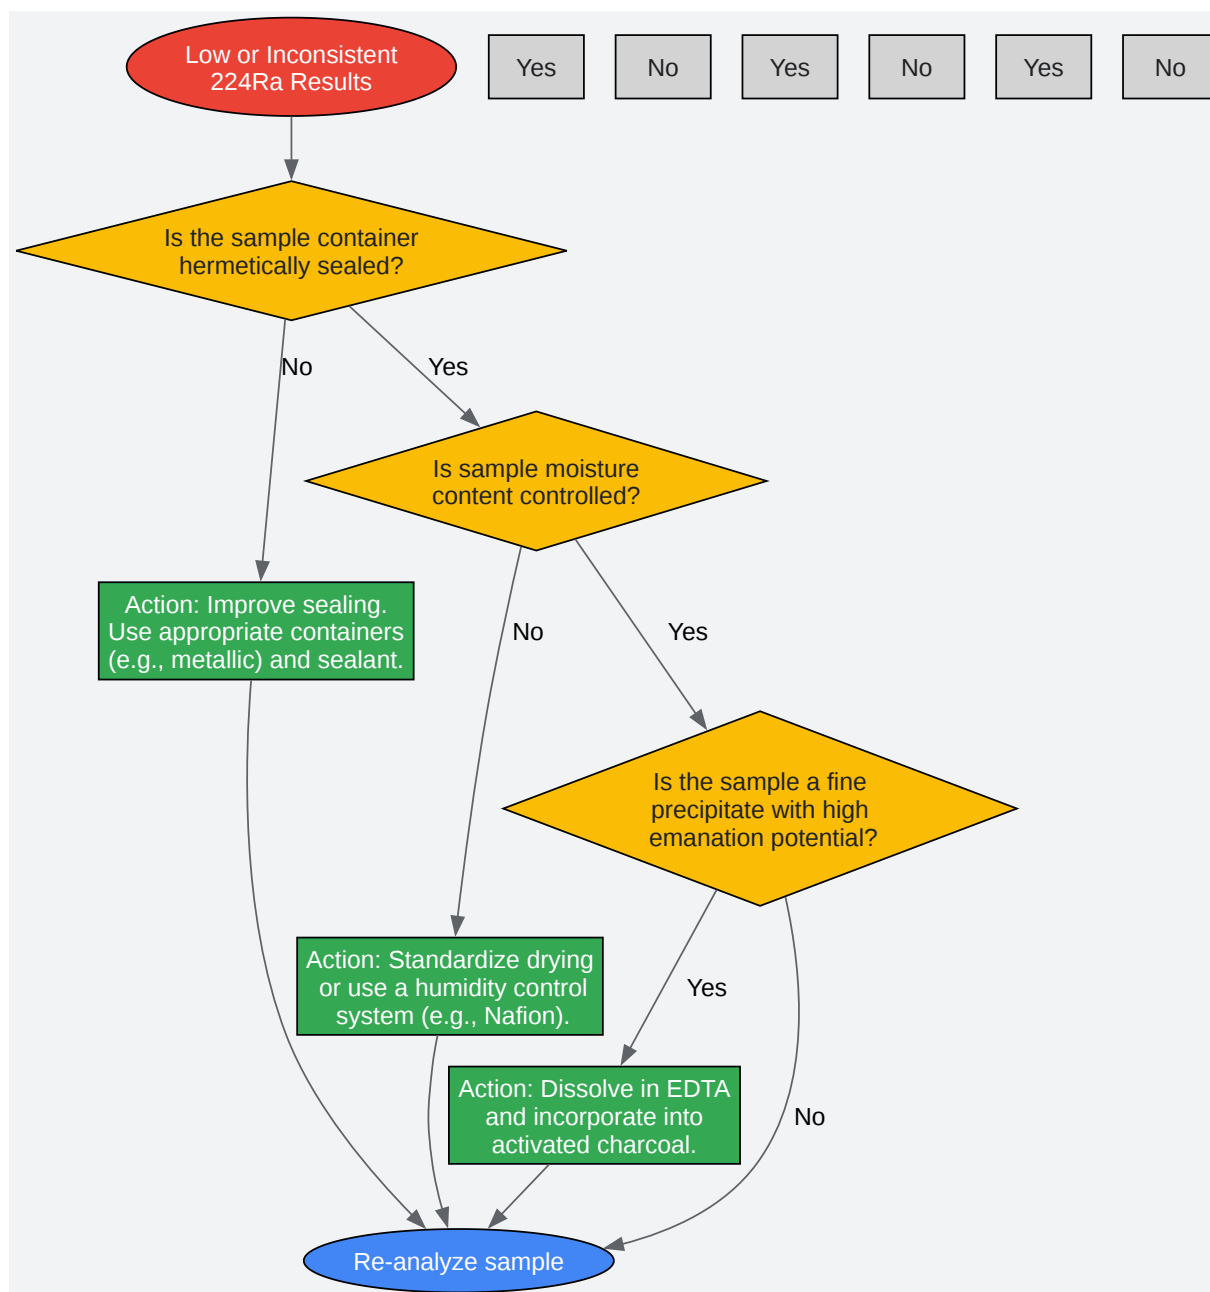 Low or Inconsistent
224Ra Results
Yes
No
Yes
No
Yes
No
Is the sample container
hermetically sealed?
No
Yes
Is sample moisture
content controlled?
Action: Improve sealing.
Use appropriate containers
(e.g., metallic) and sealant.
No
Yes
Is the sample a fine
precipitate with high
emanation potential?
Action: Standardize drying
or use a humidity control
system (e.g., Nafion).
Yes
Action: Dissolve in EDTA
and incorporate into
activated charcoal.
No
Re-analyze sample